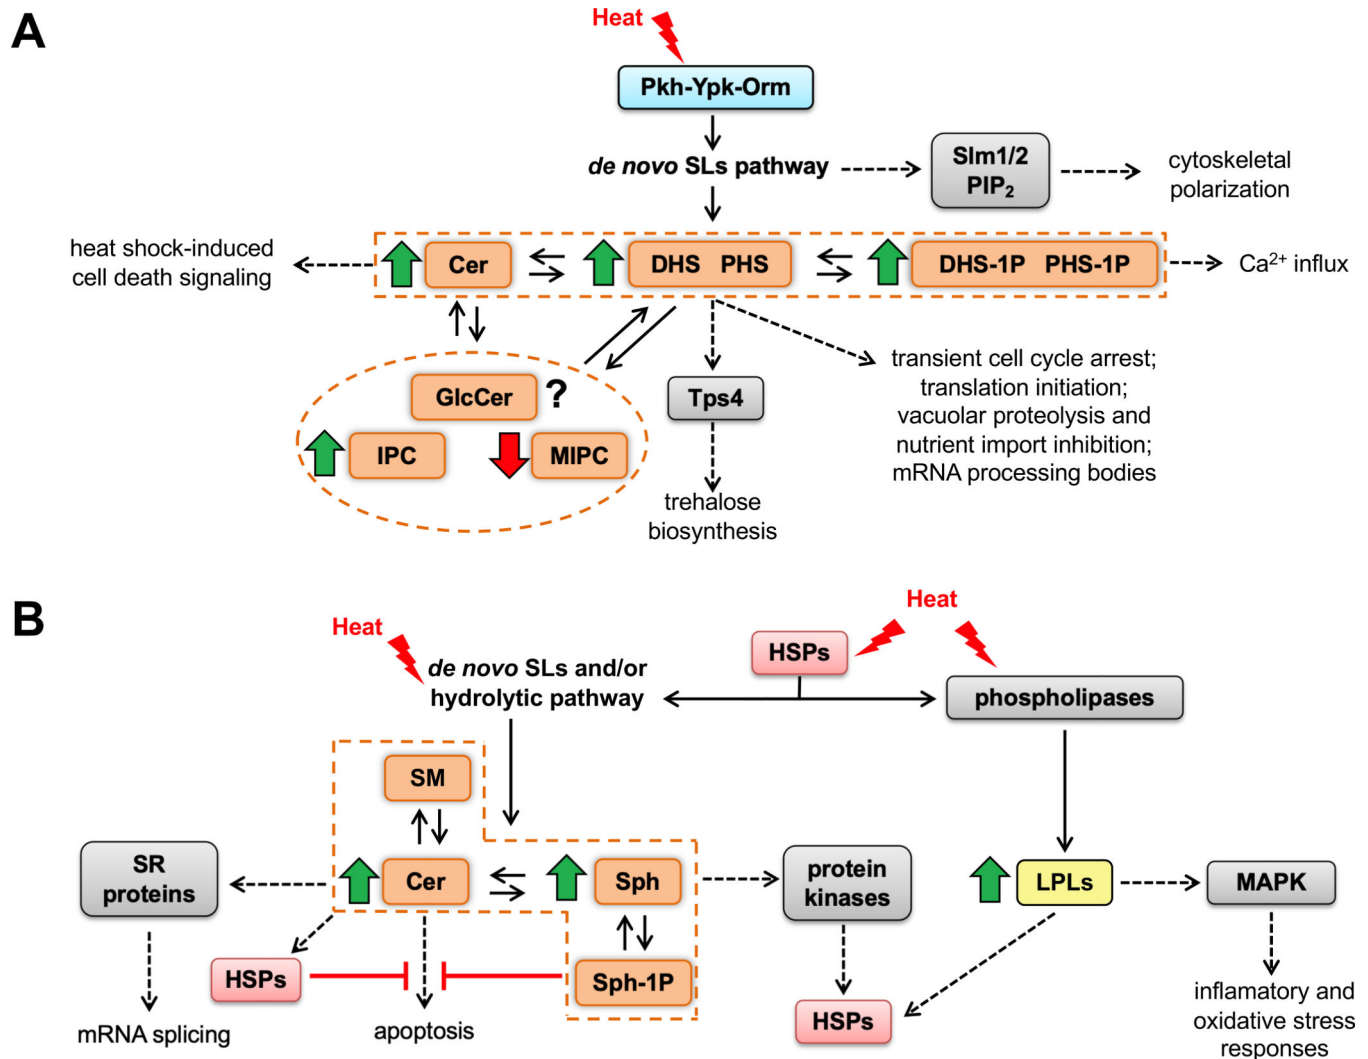 A
Heat
Pkh-Ypk-Orm
de novo SLs pathway
Slm1/2
PIP₂
cytoskeletal
polarization
heat shock-induced
cell death signaling
Cer
DHS PHS
DHS-1P PHS-1P
Ca²⁺ influx
GlcCer
?
IPC
MIPC
Tps4
trehalose
biosynthesis
transient cell cycle arrest;
translation initiation;
vacuolar proteolysis and
nutrient import inhibition;
mRNA processing bodies
B
Heat
de novo SLs and/or
hydrolytic pathway
HSPs
Heat
phospholipases
SM
SR
proteins
Cer
Sph
protein
kinases
LPLs
MAPK
HSPs
Sph-1P
HSPs
mRNA splicing
apoptosis
inflamatory and
oxidative stress
responses